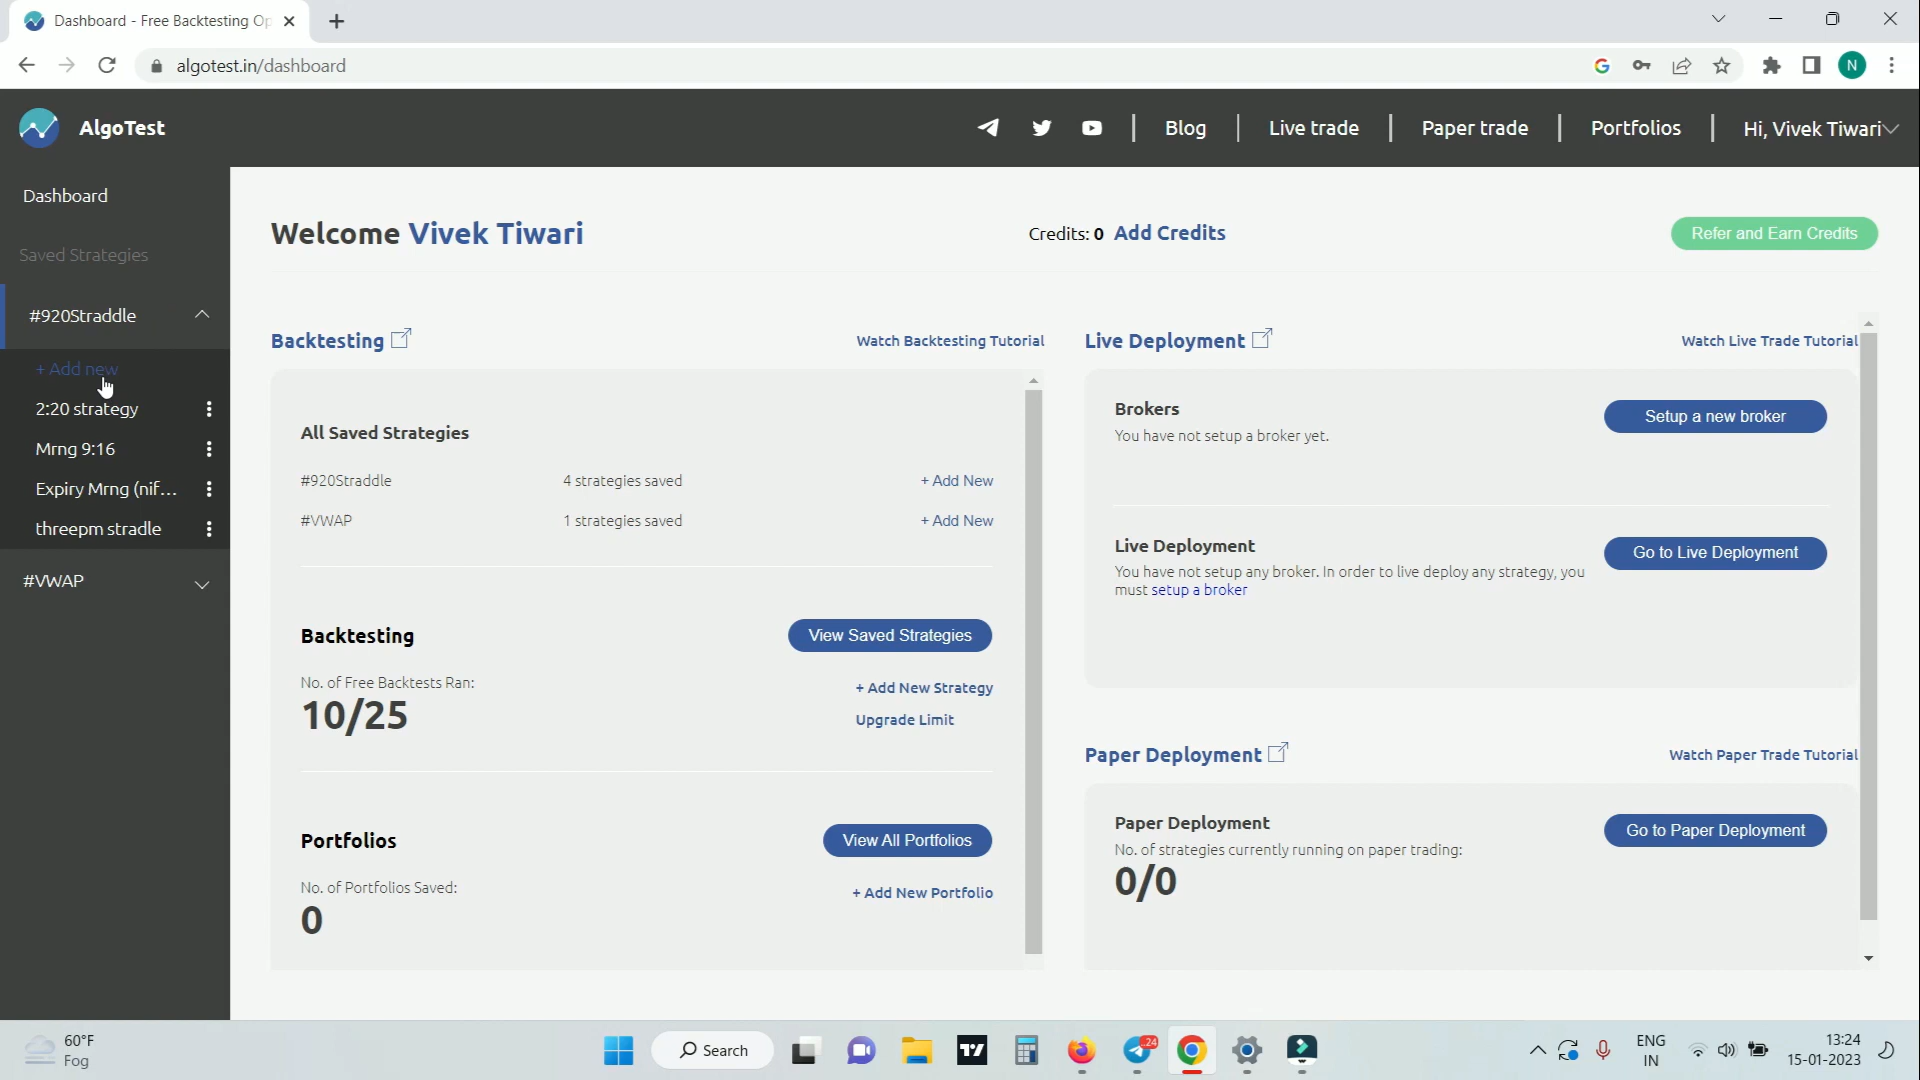 Dashboard - Free Backtesting Op
algotest.in/dashboard
N
AlgoTest
Blog
Live trade
Paper trade
Portfolios
Hi, Vivek Tiwari
Dashboard
Saved Strategies
#920Straddle
+ Add new
2:20 strategy
Mrng 9:16
Expiry Mrng (nif...
threepm stradle
#VWAP
Welcome Vivek Tiwari
Credits: 0 Add Credits
Refer and Earn Credits
Backtesting
Watch Backtesting Tutorial
All Saved Strategies
#920Straddle 4 strategies saved + Add New
#VWAP 1 strategies saved + Add New
Backtesting
View Saved Strategies
No. of Free Backtests Ran:
10/25
+ Add New Strategy
Upgrade Limit
Portfolios
View All Portfolios
No. of Portfolios Saved:
0
+ Add New Portfolio
Live Deployment
Watch Live Trade Tutorial
Brokers
You have not setup a broker yet.
Setup a new broker
Live Deployment
You have not setup any broker. In order to live deploy any strategy, you
must setup a broker
Go to Live Deployment
Paper Deployment
Watch Paper Trade Tutorial
Paper Deployment
No. of strategies currently running on paper trading:
0/0
Go to Paper Deployment
60°F
Fog
Search
24
ENG
IN
13:24
15-01-2023